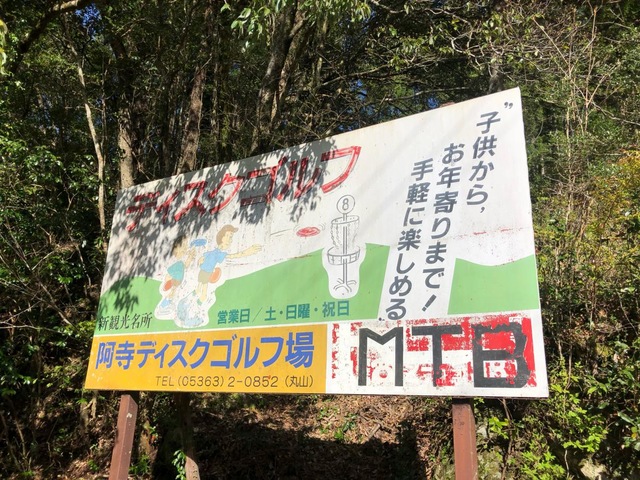 ディスクゴルフ
8
"子供から,
お年寄りまで!
手軽に楽しめる
新観光名所
営業日/土・日曜・祝日
阿寺ディスクゴルフ場
TEL(05363)2-0852(丸山)
MTB